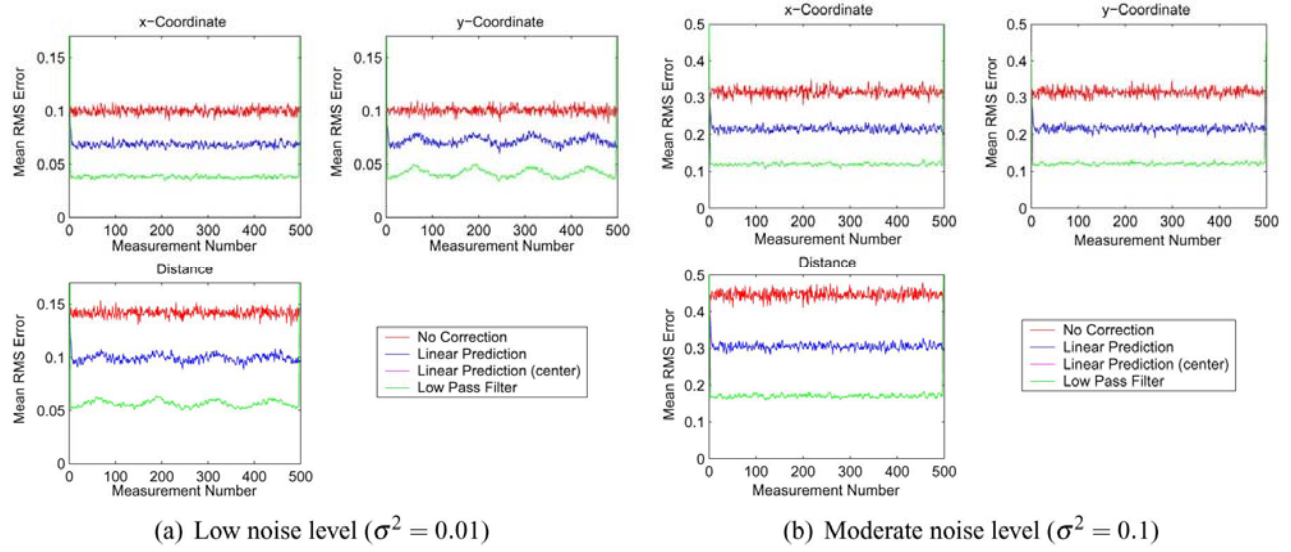 x-Coordinate
0.15
0.1
0.05
0
Mean RMS Error
0 100 200 300 400 500
Measurement Number
y-Coordinate
0.15
0.1
0.05
0
Mean RMS Error
0 100 200 300 400 500
Measurement Number
Distance
0.15
0.1
0.05
0
Mean RMS Error
0 100 200 300 400 500
Measurement Number
No Correction
Linear Prediction
Linear Prediction (center)
Low Pass Filter
(a) Low noise level (σ² = 0.01)
x-Coordinate
0.5
0.4
0.3
0.2
0.1
0
Mean RMS Error
0 100 200 300 400 500
Measurement Number
y-Coordinate
0.5
0.4
0.3
0.2
0.1
0
Mean RMS Error
0 100 200 300 400 500
Measurement Number
Distance
0.5
0.4
0.3
0.2
0.1
0
Mean RMS Error
0 100 200 300 400 500
Measurement Number
No Correction
Linear Prediction
Linear Prediction (center)
Low Pass Filter
(b) Moderate noise level (σ² = 0.1)